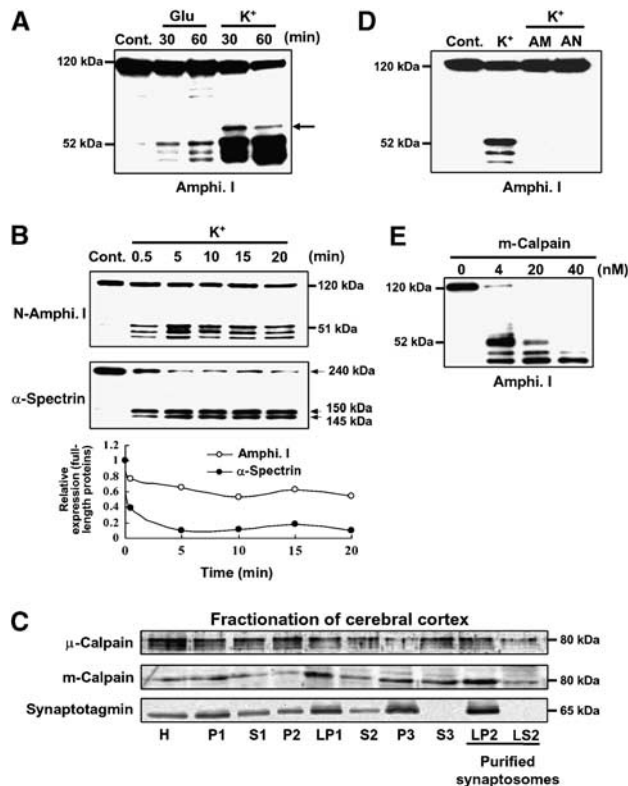 A
Glu K⁺
Cont. 30 60 30 60 (min)
120 kDa
52 kDa
Amphi. I
D
K⁺
Cont. K⁺ AM AN
120 kDa
52 kDa
Amphi. I
B
K⁺
Cont. 0.5 5 10 15 20 (min)
N-Amphi. I
120 kDa
51 kDa
α-Spectrin
240 kDa
150 kDa
145 kDa
Relative expression (full-
length proteins)
1.2
1
0.8
0.6
0.4
0.2
0
Amphi. I
α-Spectrin
0 5 10 15 20
Time (min)
E
m-Calpain
0 4 20 40 (nM)
120 kDa
52 kDa
Amphi. I
C
Fractionation of cerebral cortex
μ-Calpain 80 kDa
m-Calpain 80 kDa
Synaptotagmin 65 kDa
H P1 S1 P2 LP1 S2 P3 S3 LP2 LS2
Purified
synaptosomes